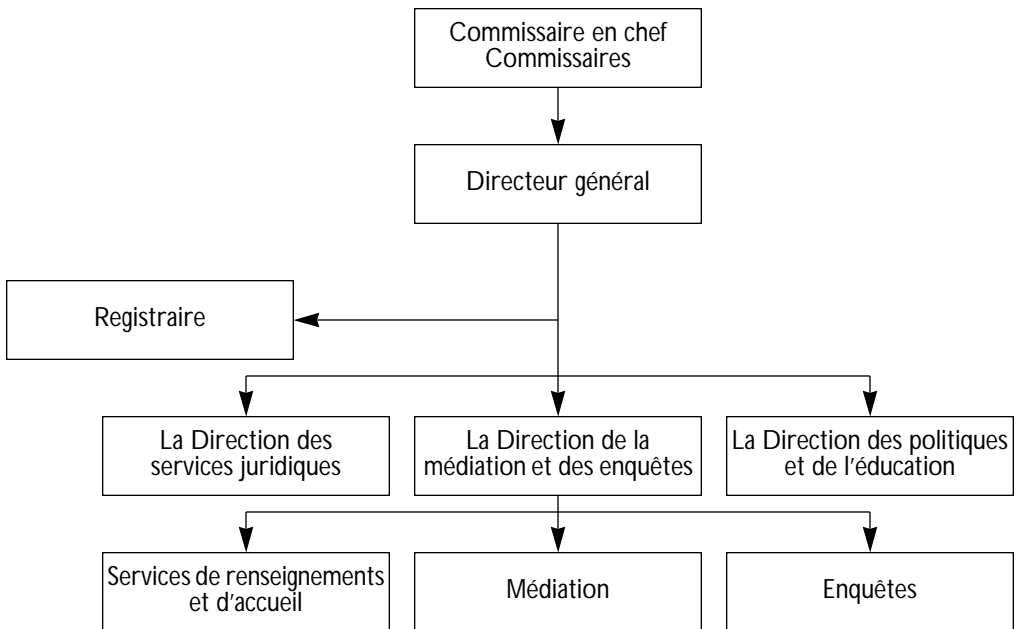 Commissaire en chef
Commissaires
Directeur général
Registraire
La Direction des
services juridiques
La Direction de la
médiation et des enquêtes
La Direction des politiques
et de l'éducation
Services de renseignements
et d'accueil
Médiation
Enquêtes